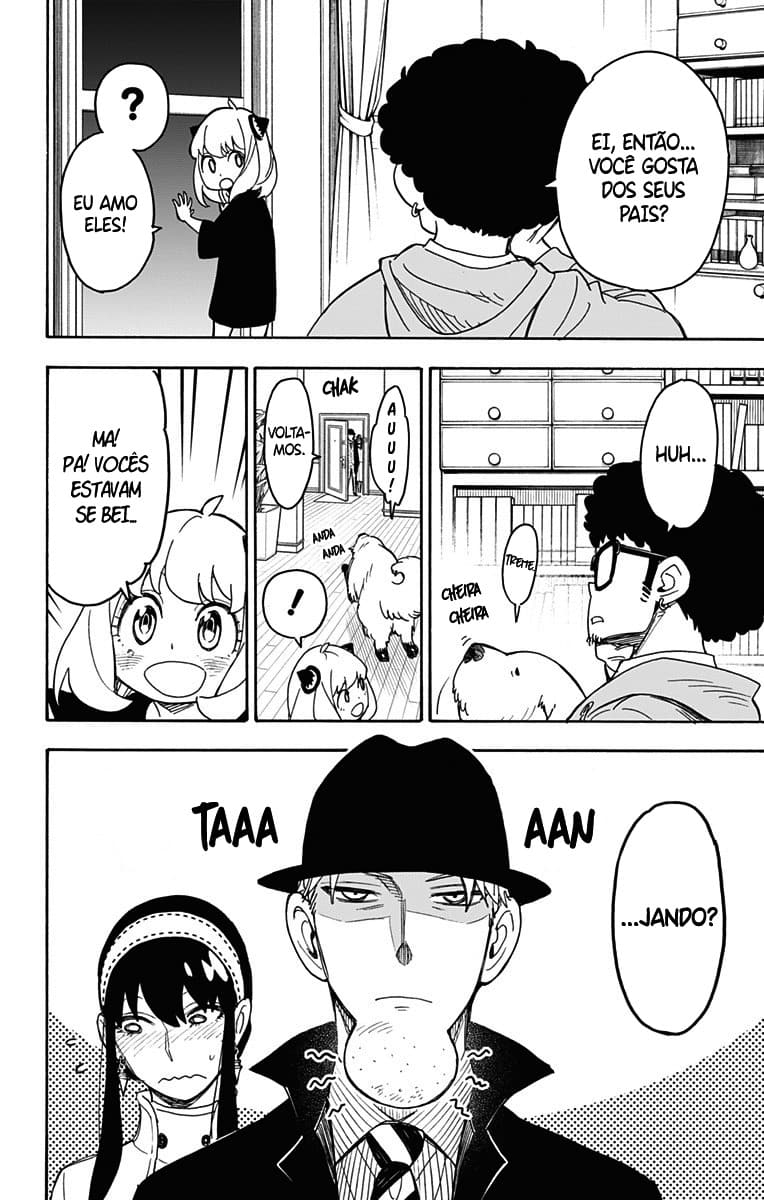 EI, ENTÃO...
VOCÊ GOSTA
DOS SEUS
PAIS?
?
EU AMO
ELES!
MA!
PA! VOCÊS
ESTAVAM
SE BEI...
VOLTA-
MOS.
CHAK
AUUU!
ANDA
ANDA
!
HUH...
TREME.
CHEIRA
CHEIRA
TAAA
AAN
...JANDO?